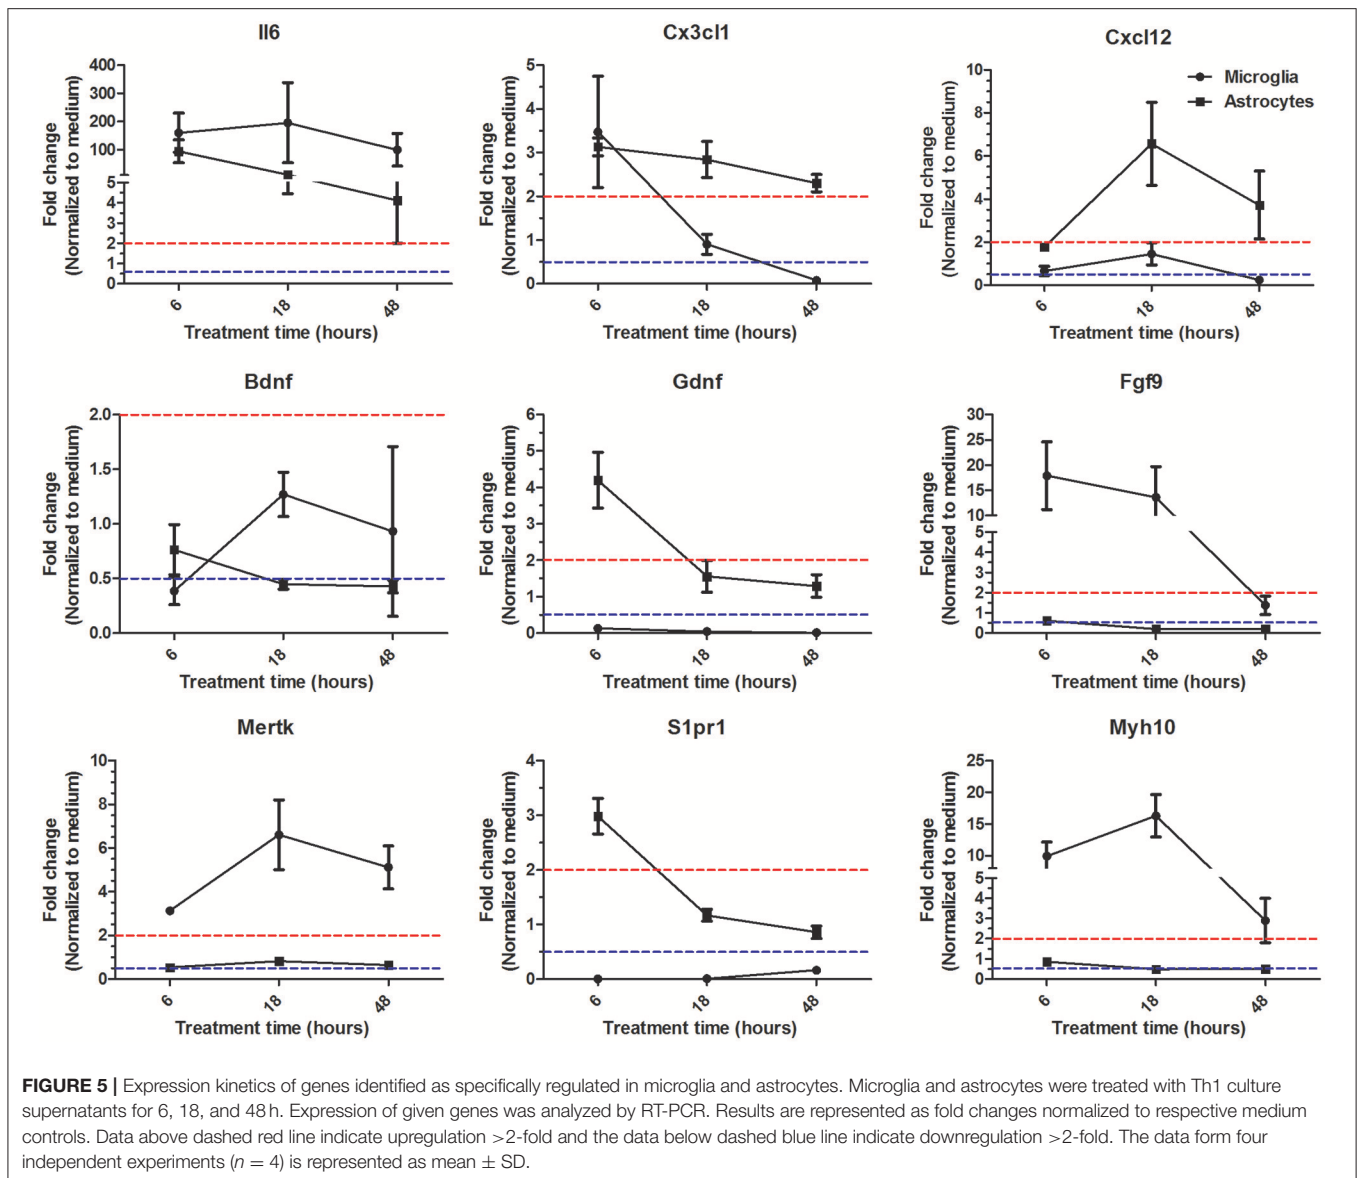 Il6
Fold change
(Normalized to medium)
400
300
200
100
5
4
3
2
1
0
6
18
48
Treatment time (hours)
Cx3cl1
Fold change
(Normalized to medium)
5
4
3
2
1
0
6
18
48
Treatment time (hours)
Cxcl12
Fold change
(Normalized to medium)
10
8
6
4
2
0
Microglia
Astrocytes
6
18
48
Treatment time (hours)
Bdnf
Fold change
(Normalized to medium)
2.0
1.5
1.0
0.5
0.0
6
18
48
Treatment time (hours)
Gdnf
Fold change
(Normalized to medium)
6
5
4
3
2
1
0
6
18
48
Treatment time (hours)
Fgf9
Fold change
(Normalized to medium)
30
25
20
15
10
5
4
3
2
1
0
6
18
48
Treatment time (hours)
Mertk
Fold change
(Normalized to medium)
10
8
6
4
2
0
6
18
48
Treatment time (hours)
S1pr1
Fold change
(Normalized to medium)
4
3
2
1
0
6
18
48
Treatment time (hours)
Myh10
Fold change
(Normalized to medium)
25
20
15
10
5
4
3
2
1
0
6
18
48
Treatment time (hours)
FIGURE 5 | Expression kinetics of genes identified as specifically regulated in microglia and astrocytes. Microglia and astrocytes were treated with Th1 culture
supernatants for 6, 18, and 48 h. Expression of given genes was analyzed by RT-PCR. Results are represented as fold changes normalized to respective medium
controls. Data above dashed red line indicate upregulation >2-fold and the data below dashed blue line indicate downregulation >2-fold. The data form four
independent experiments (n = 4) is represented as mean ± SD.